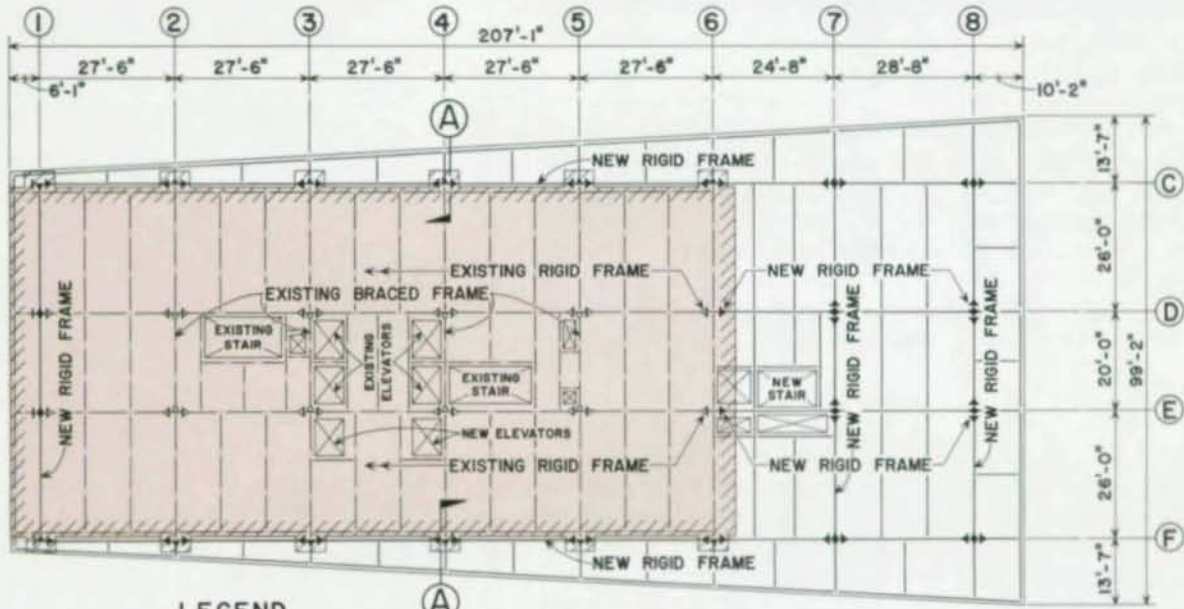 1 2 3 4 5 6 7 8
207'-1"
27'-6" 27'-6" 27'-6" 27'-6" 27'-6" 24'-8" 28'-8"
6'-1" 10'-2"
A
13'-7"
NEW RIGID FRAME
C
26'-0"
EXISTING RIGID FRAME NEW RIGID FRAME
EXISTING BRACED FRAME
D
EXISTING
STAIR
EXISTING
ELEVATORS
NEW RIGID FRAME
EXISTING
STAIR
NEW
STAIR
NEW RIGID FRAME
NEW RIGID FRAME
20'-0"
99'-2"
E
NEW ELEVATORS
EXISTING RIGID FRAME NEW RIGID FRAME
26'-0"
F
NEW RIGID FRAME
13'-7"
LEGEND
A